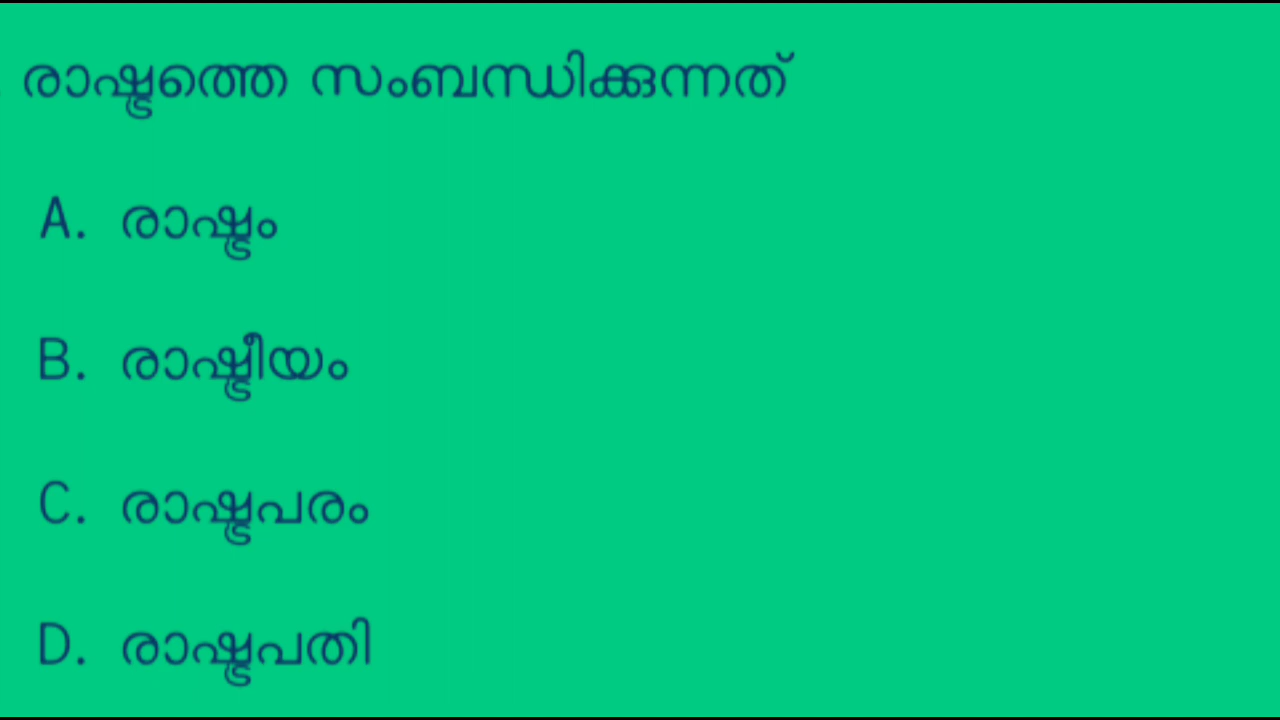 രാഷ്ട്രത്തെ സംബന്ധിക്കുന്നത്
A. രാഷ്ട്രം
B. രാഷ്ട്രീയം
C. രാഷ്ട്രപരം
D. രാഷ്ട്രപതി